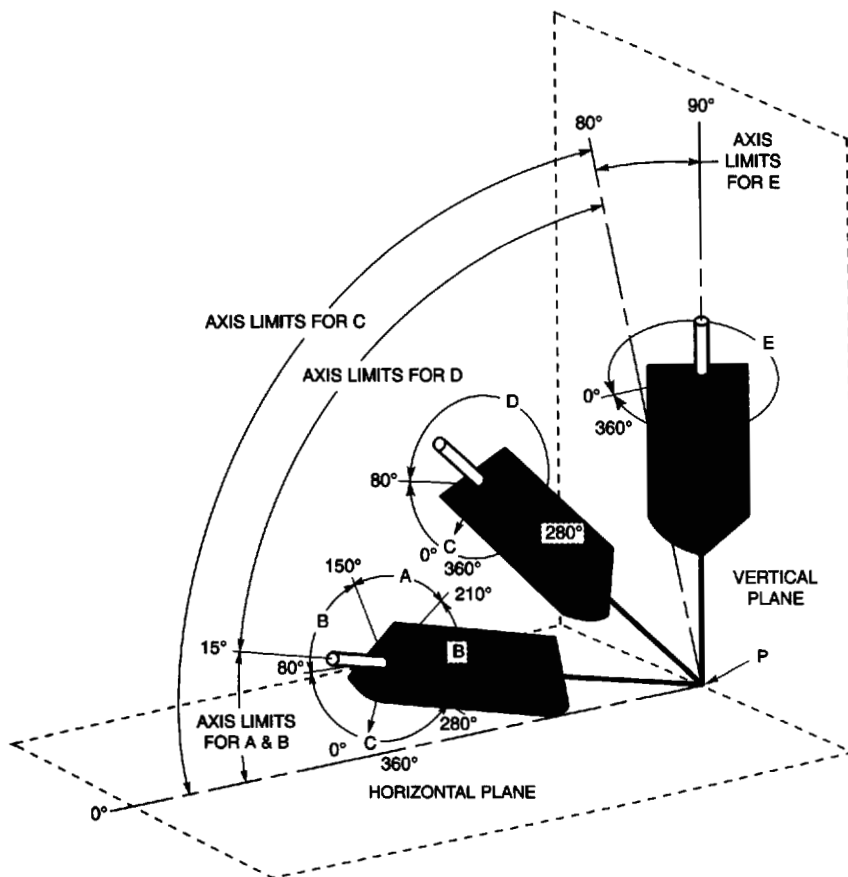 90°
80°
AXIS
LIMITS
FOR E
AXIS LIMITS FOR C
AXIS LIMITS FOR D
E
0°
360°
D
80°
280°
C
0°
360°
150°
A
210°
B
B
15°
80°
VERTICAL
PLANE
P
AXIS LIMITS
FOR A & B
C
280°
0°
360°
HORIZONTAL PLANE
0°